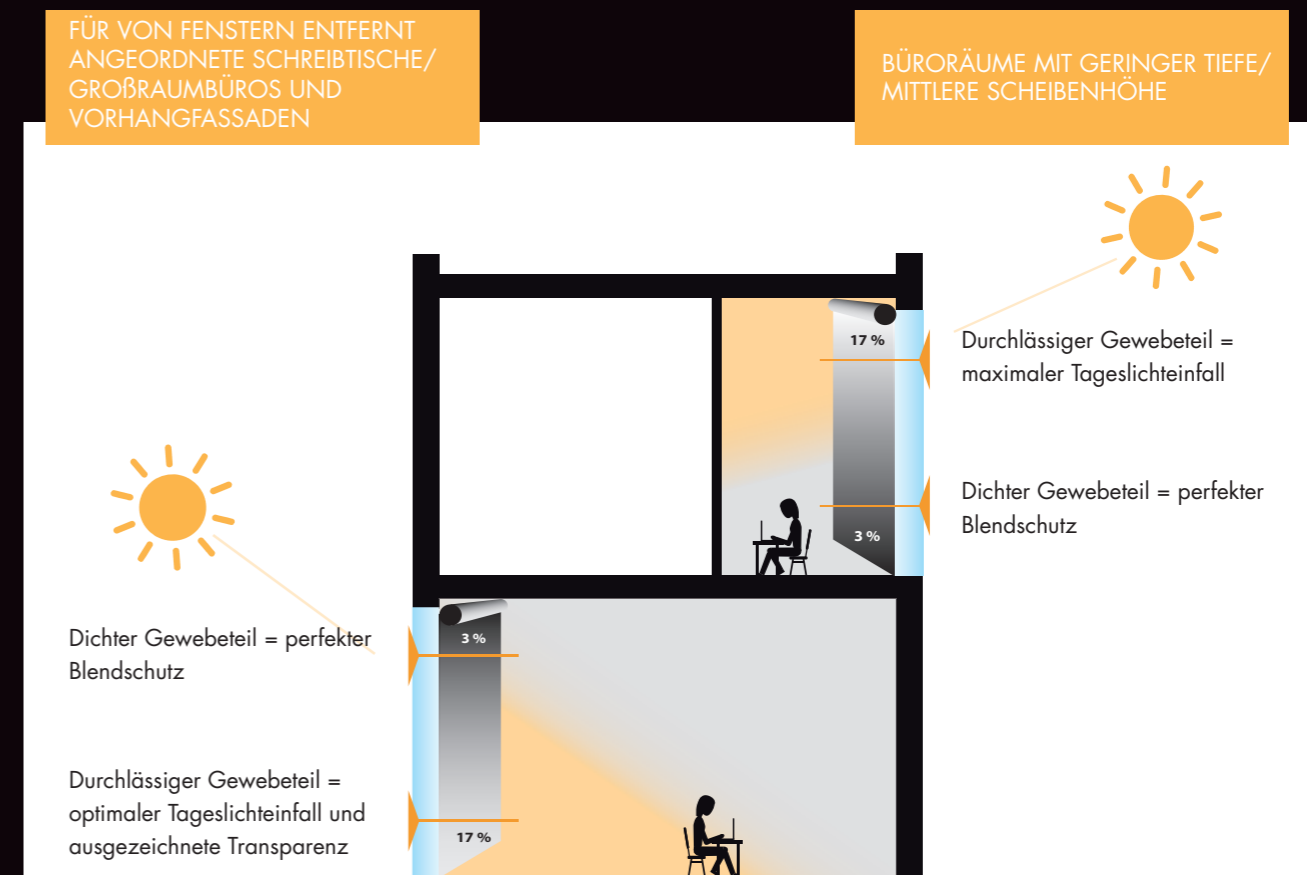 FÜR VON FENSTERN ENTFERNT
ANGEORDNETE SCHREIBTISCHE/
GROßRAUMBÜROS UND
VORHANGFASSADEN
BÜRORÄUME MIT GERINGER TIEFE/
MITTLERE SCHEIBENHÖHE
17 %
Durchlässiger Gewebeteil =
maximaler Tageslichteinfall
Dichter Gewebeteil = perfekter
Blendschutz
3 %
Dichter Gewebeteil = perfekter
Blendschutz
3 %
Durchlässiger Gewebeteil =
optimaler Tageslichteinfall und
ausgezeichnete Transparenz
17 %